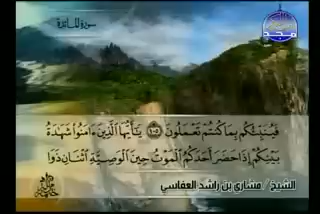 سورة المائدة
مجد
فَيُنَبِّئُكُم بِمَا كُنتُمْ تَعْمَلُونَ ١٠٥ يَٰٓأَيُّهَا ٱلَّذِينَ ءَامَنُوا۟ شَهَٰدَةُ
بَيْنِكُمْ إِذَا حَضَرَ أَحَدَكُمُ ٱلْمَوْتُ حِينَ ٱلْوَصِيَّةِ ٱثْنَانِ ذَوَا
الشيخ / مشاري بن راشد العفاسي